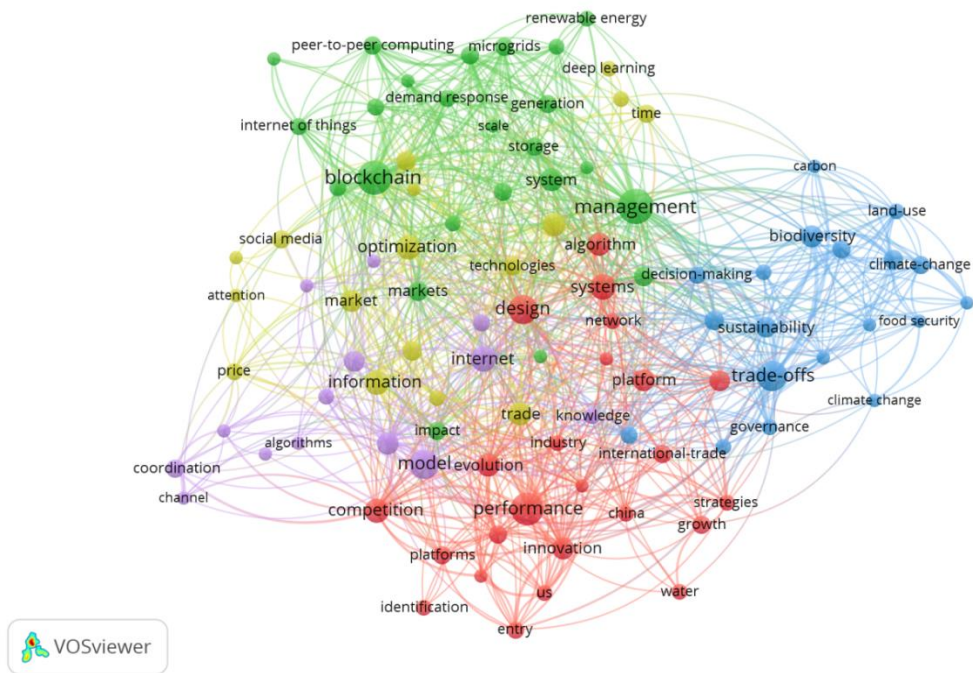 renewable energy
peer-to-peer computing
microgrids
deep learning
demand response
generation
time
internet of things
scale
storage
carbon
blockchain
system
management
land-use
social media
optimization
algorithm
biodiversity
technologies
decision-making
climate-change
attention
market
markets
systems
design
network
sustainability
food security
price
information
internet
platform
trade-offs
trade
knowledge
climate change
impact
industry
governance
algorithms
coordination
model
evolution
international-trade
channel
competition
performance
china
strategies
growth
platforms
innovation
us
water
identification
entry
VOSviewer